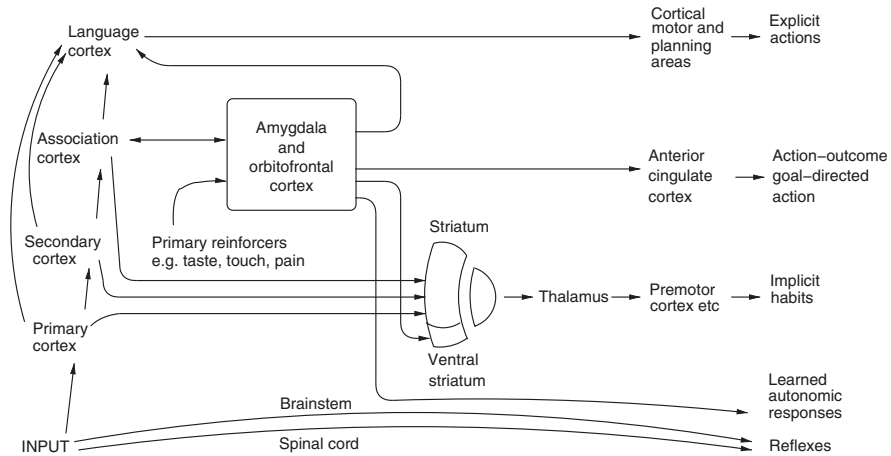 Language
cortex
Cortical
motor and
planning
areas
Explicit
actions
Association
cortex
Amygdala
and
orbitofrontal
cortex
Anterior
cingulate
cortex
Action–outcome
goal–directed
action
Secondary
cortex
Primary reinforcers
e.g. taste, touch, pain
Striatum
Thalamus
Premotor
cortex etc
Implicit
habits
Primary
cortex
Ventral
striatum
Learned
autonomic
responses
Brainstem
INPUT
Spinal cord
Reflexes